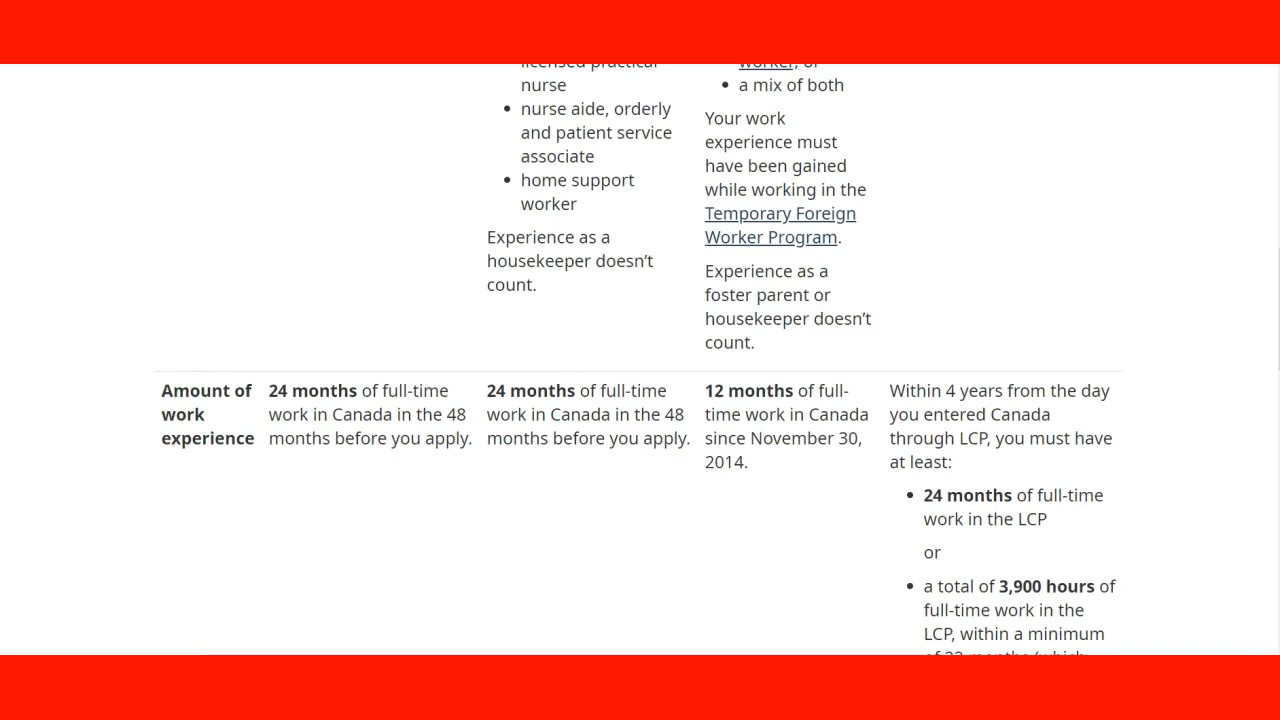 licensed practical
nurse
nurse aide, orderly
and patient service
associate
home support
worker
Experience as a
housekeeper doesn’t
count.
worker, or
a mix of both
Your work
experience must
have been gained
while working in the
Temporary Foreign
Worker Program.
Experience as a
foster parent or
housekeeper doesn’t
count.
Amount of
work
experience
24 months of full-time
work in Canada in the 48
months before you apply.
24 months of full-time
work in Canada in the 48
months before you apply.
12 months of full-
time work in Canada
since November 30,
2014.
Within 4 years from the day
you entered Canada
through LCP, you must have
at least:
24 months of full-time
work in the LCP
or
a total of 3,900 hours of
full-time work in the
LCP, within a minimum